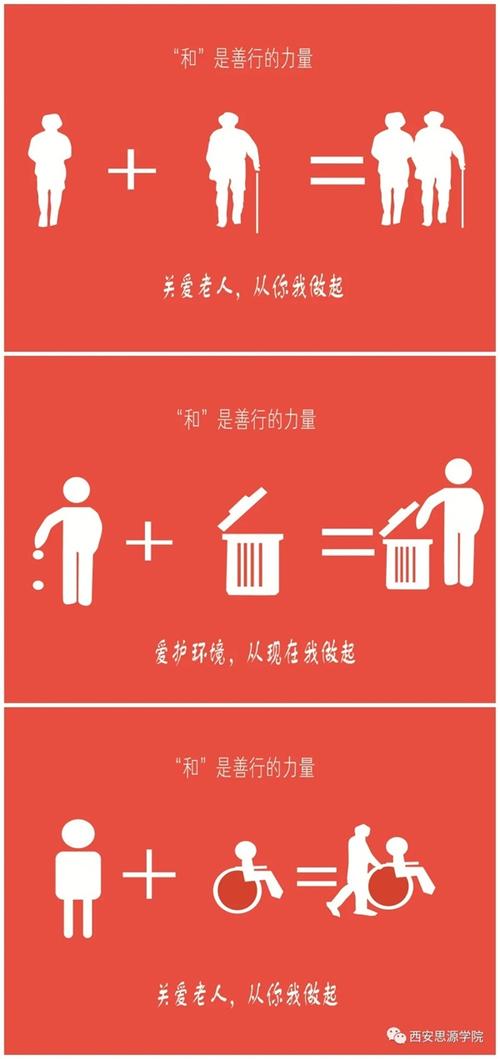 “和”是善行的力量
关爱老人，从你我做起
“和”是善行的力量
爱护环境，从现在我做起
“和”是善行的力量
关爱老人，从你我做起
西安思源学院